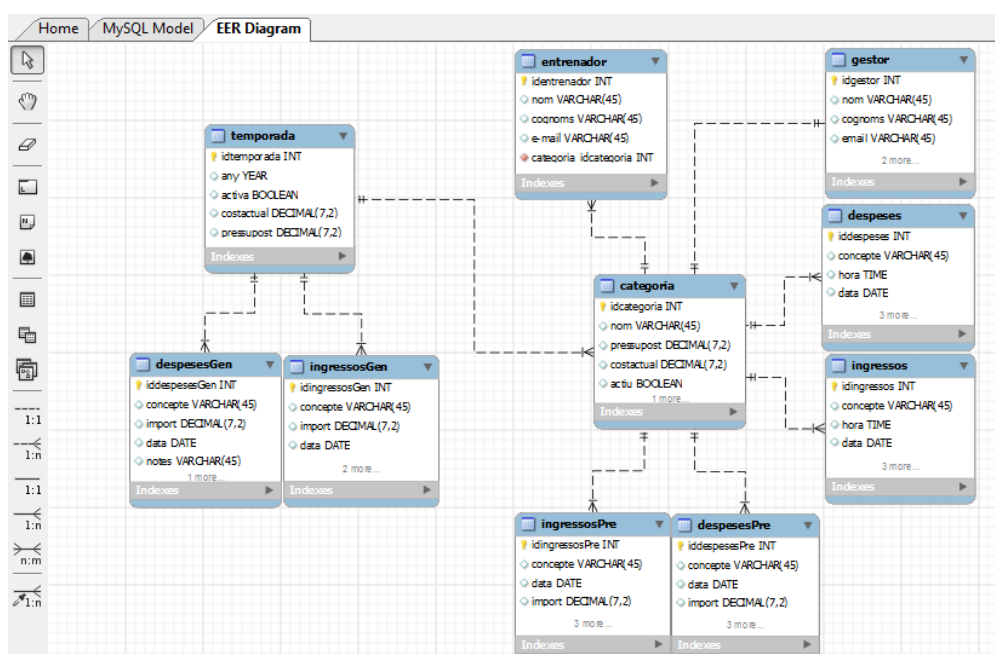 Home
MySQL Model
EER Diagram
1:1
1:n
1:1
1:n
n:m
1:n
temporada
idtemporada INT
any YEAR
activa BOOLEAN
costactual DECIMAL(7,2)
pressupost DECIMAL(7,2)
Indexes
entrenador
identrenador INT
nom VARCHAR(45)
cognoms VARCHAR(45)
e-mail VARCHAR(45)
categoria idcategoria INT
Indexes
gestor
idgestor INT
nom VARCHAR(45)
cognoms VARCHAR(45)
email VARCHAR(45)
2 more...
Indexes
despeses
iddespeses INT
concepte VARCHAR(45)
hora TIME
data DATE
3 more...
Indexes
categoria
idcategoria INT
nom VARCHAR(45)
pressupost DECIMAL(7,2)
costactual DECIMAL(7,2)
actiu BOOLEAN
1 more...
Indexes
despesesGen
iddespesesGen INT
concepte VARCHAR(45)
import DECIMAL(7,2)
data DATE
notes VARCHAR(45)
1 more...
Indexes
ingressosGen
idingressosGen INT
concepte VARCHAR(45)
import DECIMAL(7,2)
data DATE
2 more...
Indexes
ingressos
idingressos INT
concepte VARCHAR(45)
hora TIME
data DATE
3 more...
Indexes
ingressosPre
idingressosPre INT
concepte VARCHAR(45)
data DATE
import DECIMAL(7,2)
3 more...
Indexes
despesesPre
iddespesesPre INT
concepte VARCHAR(45)
data DATE
import DECIMAL(7,2)
3 more...
Indexes